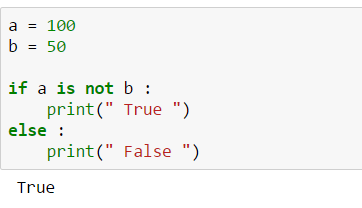 a = 100
b = 50
if a is not b :
    print(" True ")
else :
    print(" False ")
True